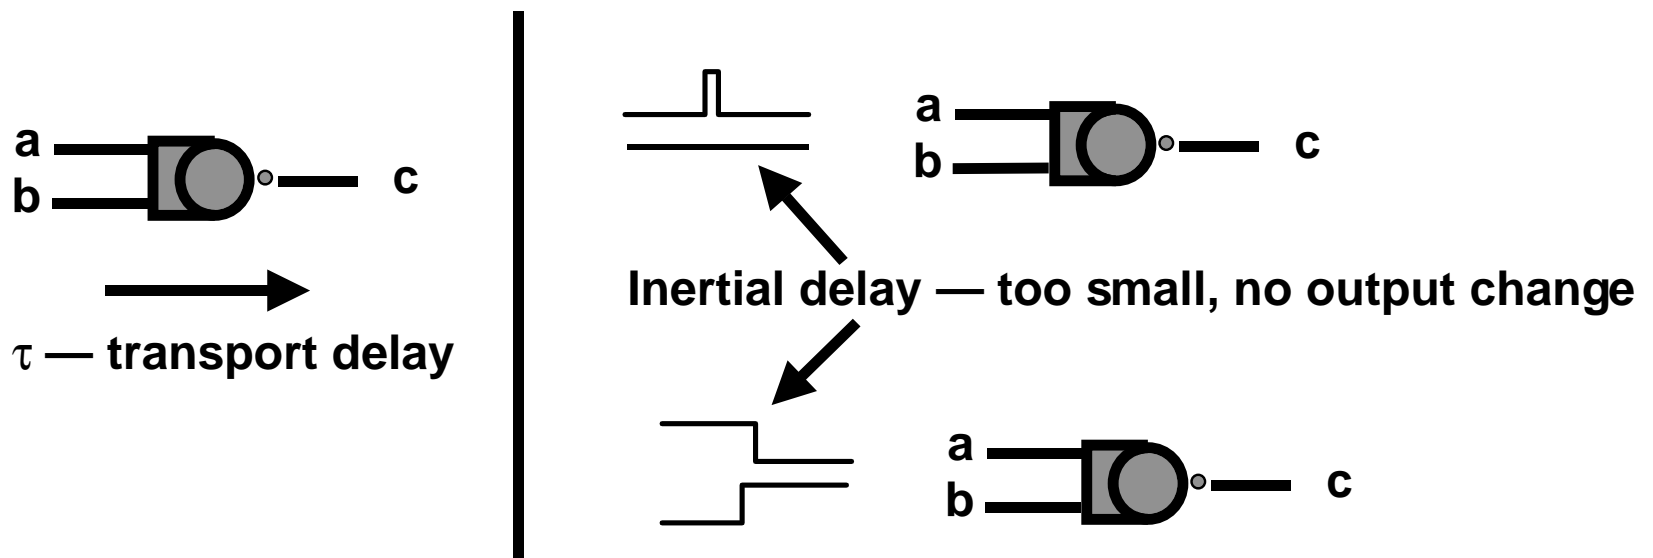 a
b
c
τ — transport delay
a
b
c
Inertial delay — too small, no output change
a
b
c